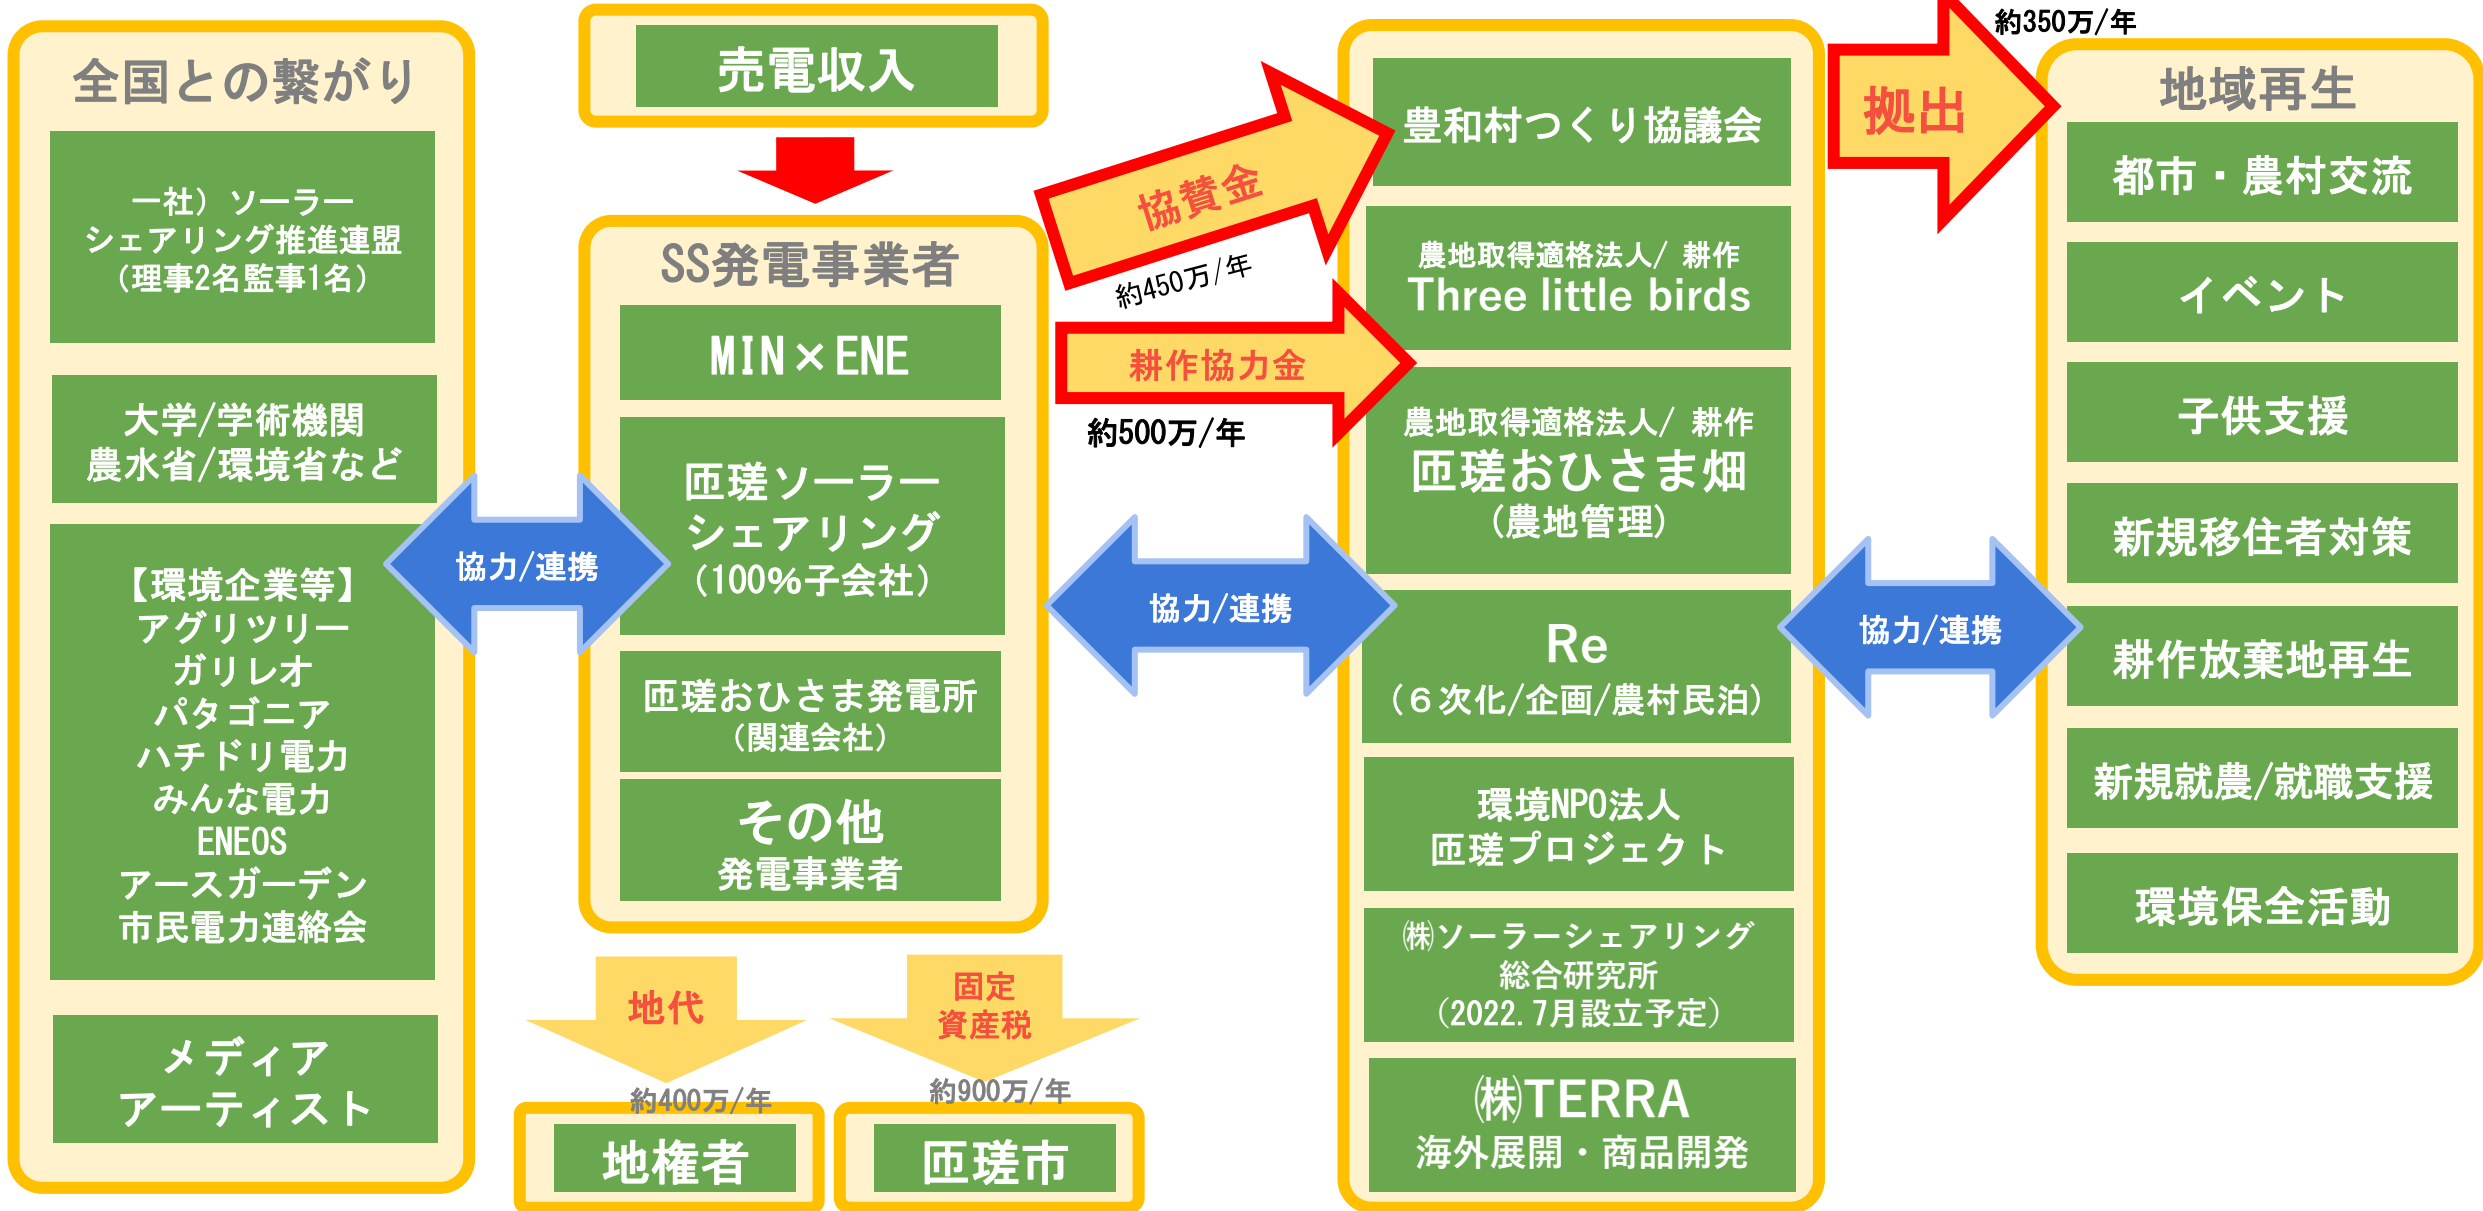 全国との繋がり
一社）ソーラー
シェアリング推進連盟
（理事2名監事1名）
大学/学術機関
農水省/環境省など
【環境企業等】
アグリツリー
ガリレオ
パタゴニア
ハチドリ電力
みんな電力
ENEOS
アースガーデン
市民電力連絡会
メディア
アーティスト
協力/連携
売電収入
SS発電事業者
MIN×ENE
匝瑳ソーラー
シェアリング
（100%子会社）
匝瑳おひさま発電所
（関連会社）
その他
発電事業者
地代
約400万/年
地権者
固定
資産税
約900万/年
匝瑳市
協賛金
約450万/年
耕作協力金
約500万/年
協力/連携
豊和村つくり協議会
農地取得適格法人/ 耕作
Three little birds
農地取得適格法人/ 耕作
匝瑳おひさま畑
（農地管理）
Re
（６次化/企画/農村民泊）
環境NPO法人
匝瑳プロジェクト
㈱ソーラーシェアリング
総合研究所
（2022.7月設立予定）
㈱TERRA
海外展開・商品開発
拠出
約350万/年
協力/連携
地域再生
都市・農村交流
イベント
子供支援
新規移住者対策
耕作放棄地再生
新規就農/就職支援
環境保全活動